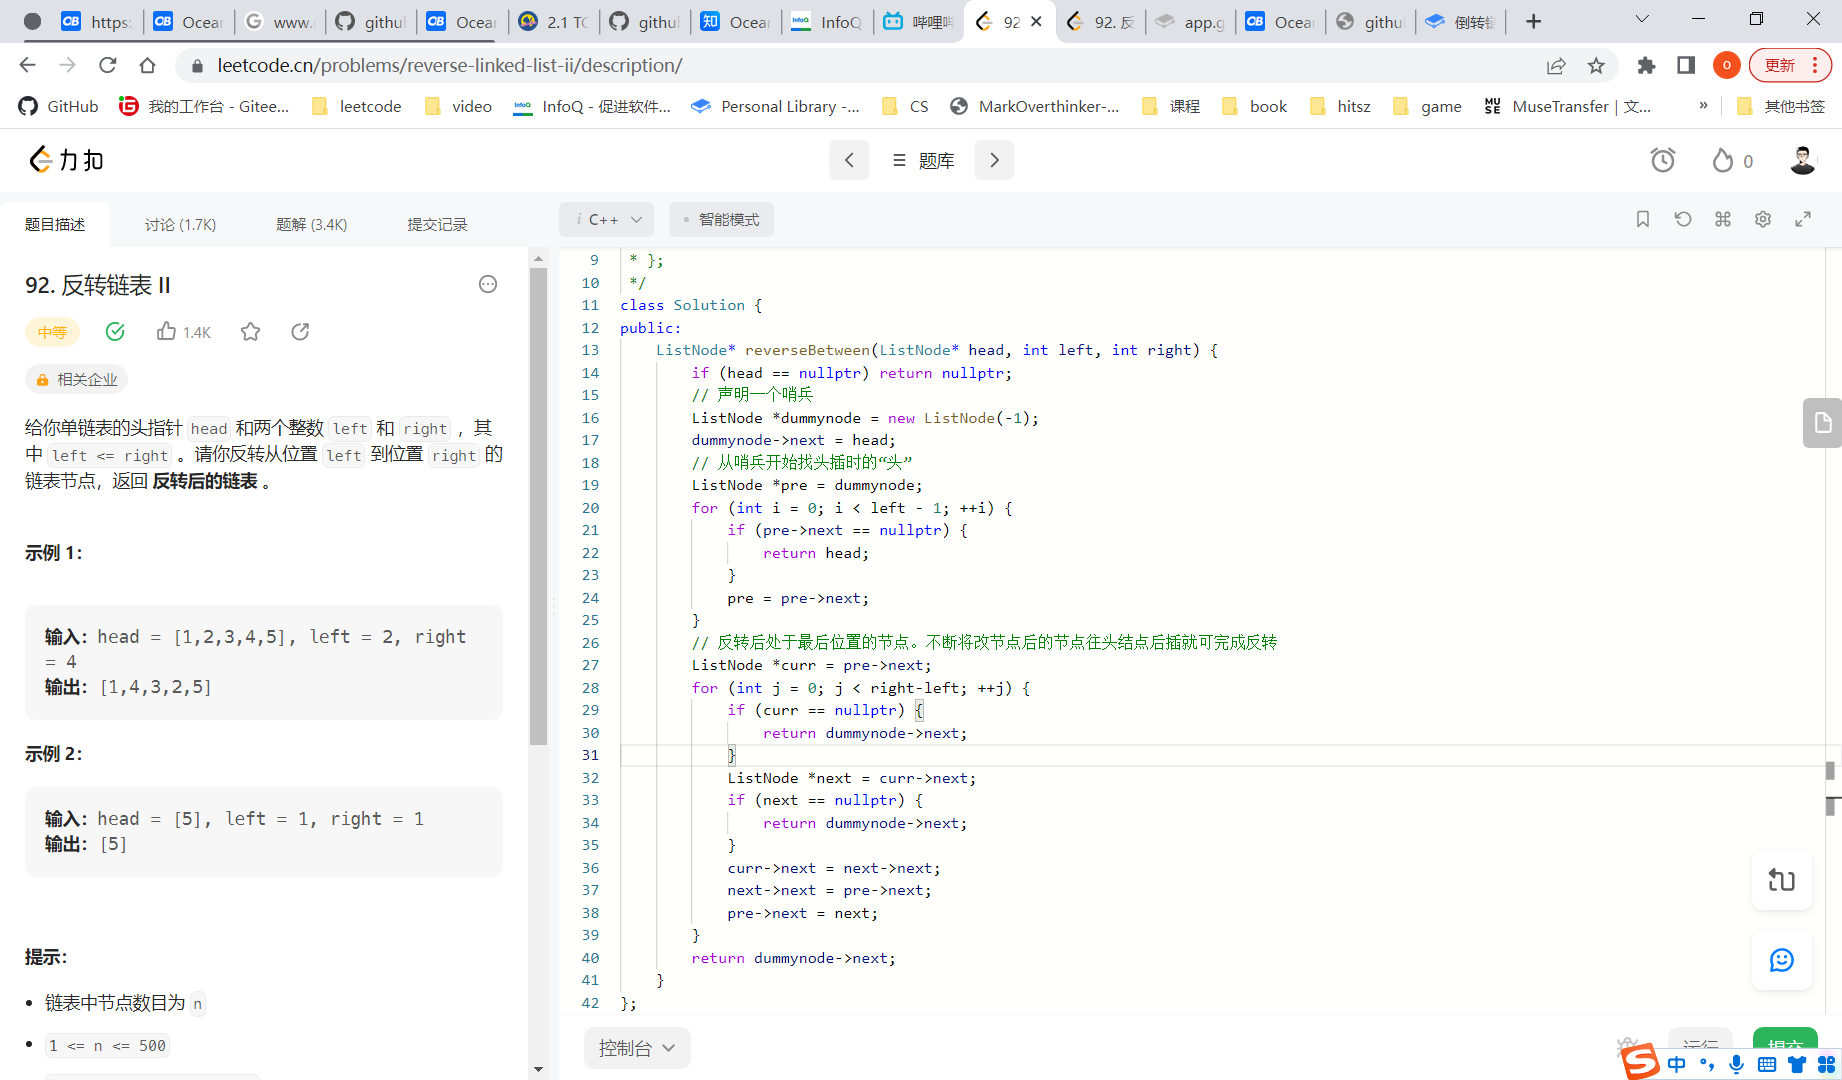 https:
Ocean
www.
githu
Ocean
2.1 TC
githu
Ocean
InfoQ
哔哩哔
92
92. 反
app.g
Ocean
githu
倒转链
leetcode.cn/problems/reverse-linked-list-ii/description/
更新
GitHub 我的工作台 - Gitee... leetcode video InfoQ - 促进软件... Personal Library -... CS MarkOverthinker-... 课程 book hitsz game MUSE MuseTransfer | 文... » 其他书签
力扣 题库 0
题目描述 讨论 (1.7K) 题解 (3.4K) 提交记录
i C++ 智能模式
92. 反转链表 II
中等 1.4K
相关企业
给你单链表的头指针 head 和两个整数 left 和 right ，其
中 left <= right 。请你反转从位置 left 到位置 right 的
链表节点，返回 反转后的链表 。
示例 1：
输入：head = [1,2,3,4,5], left = 2, right
= 4
输出：[1,4,3,2,5]
示例 2：
输入：head = [5], left = 1, right = 1
输出：[5]
提示：
• 链表中节点数目为 n
• 1 <= n <= 500
9 * };
10 */
11 class Solution {
12 public:
13 ListNode* reverseBetween(ListNode* head, int left, int right) {
14 if (head == nullptr) return nullptr;
15 // 声明一个哨兵
16 ListNode *dummynode = new ListNode(-1);
17 dummynode->next = head;
18 // 从哨兵开始找头插时的“头”
19 ListNode *pre = dummynode;
20 for (int i = 0; i < left - 1; ++i) {
21 if (pre->next == nullptr) {
22 return head;
23 }
24 pre = pre->next;
25 }
26 // 反转后处于最后位置的节点。不断将改节点后的节点往头结点后插就可完成反转
27 ListNode *curr = pre->next;
28 for (int j = 0; j < right-left; ++j) {
29 if (curr == nullptr) {
30 return dummynode->next;
31 }
32 ListNode *next = curr->next;
33 if (next == nullptr) {
34 return dummynode->next;
35 }
36 curr->next = next->next;
37 next->next = pre->next;
38 pre->next = next;
39 }
40 return dummynode->next;
41 }
42 };
控制台 运行 提交
中